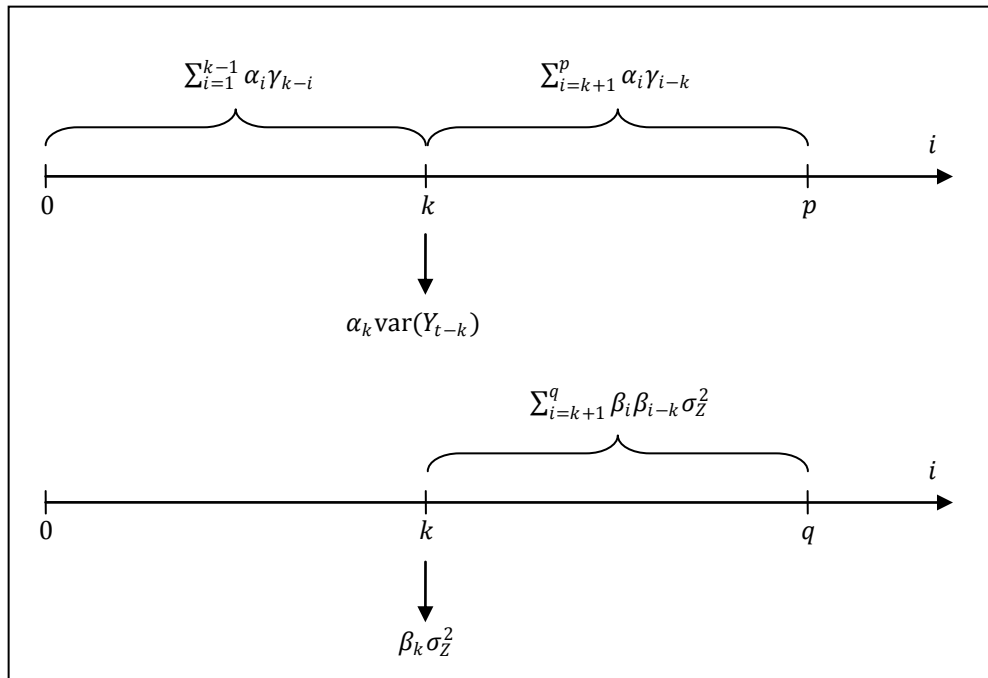 ∑_{i=1}^{k−1} α_i γ_{k−i} ∑_{i=k+1}^{p} α_i γ_{i−k}
i
0 k p
α_k var(Y_{t−k})
∑_{i=k+1}^{q} β_i β_{i−k} σ_Z^2
i
0 k q
β_k σ_Z^2